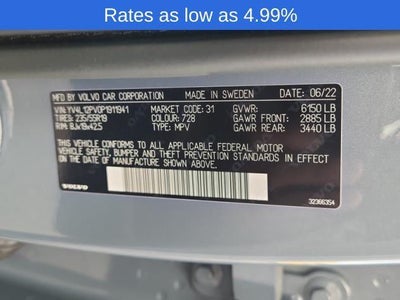 Rates as low as 4.99%
MFD. BY VOLVO CAR CORPORATION MADE IN SWEDEN 06/22
VIN: YV4L12PV0P1911941 MARKET CODE: 31 GVWR: 6150 LB
TIRES: 235/55R19 COLOUR: 728 GAWR FRONT: 2885 LB
RIM: 8Jx19x42,5 TYPE: MPV GAWR REAR: 3440 LB
THIS VEHICLE CONFORMS TO ALL APPLICABLE FEDERAL MOTOR
VEHICLE SAFETY, BUMPER AND THEFT PREVENTION STANDARDS
IN EFFECT ON THE DATE OF MANUFACTURE SHOWN ABOVE.
VOLVO
32366354